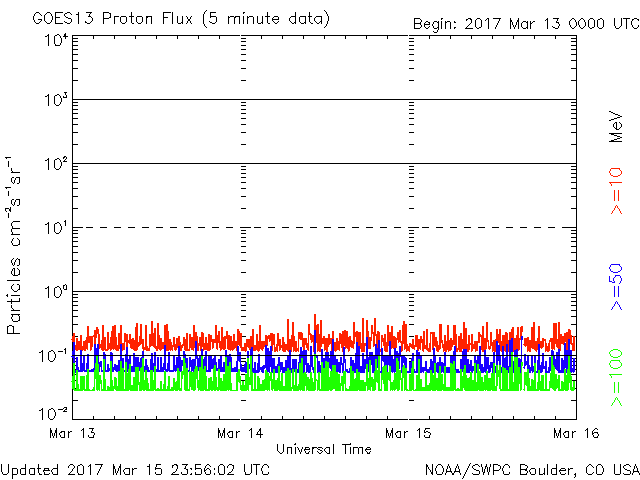 GOES13 Proton Flux (5 minute data)
Begin: 2017 Mar 13 0000 UTC
10⁴
10³
10²
10¹
10⁰
10⁻¹
10⁻²
Particles cm⁻²s⁻¹sr⁻¹
MeV
>=10
>=50
>=100
Mar 13
Mar 14
Mar 15
Mar 16
Universal Time
Updated 2017 Mar 15 23:56:02 UTC
NOAA/SWPC Boulder, CO USA